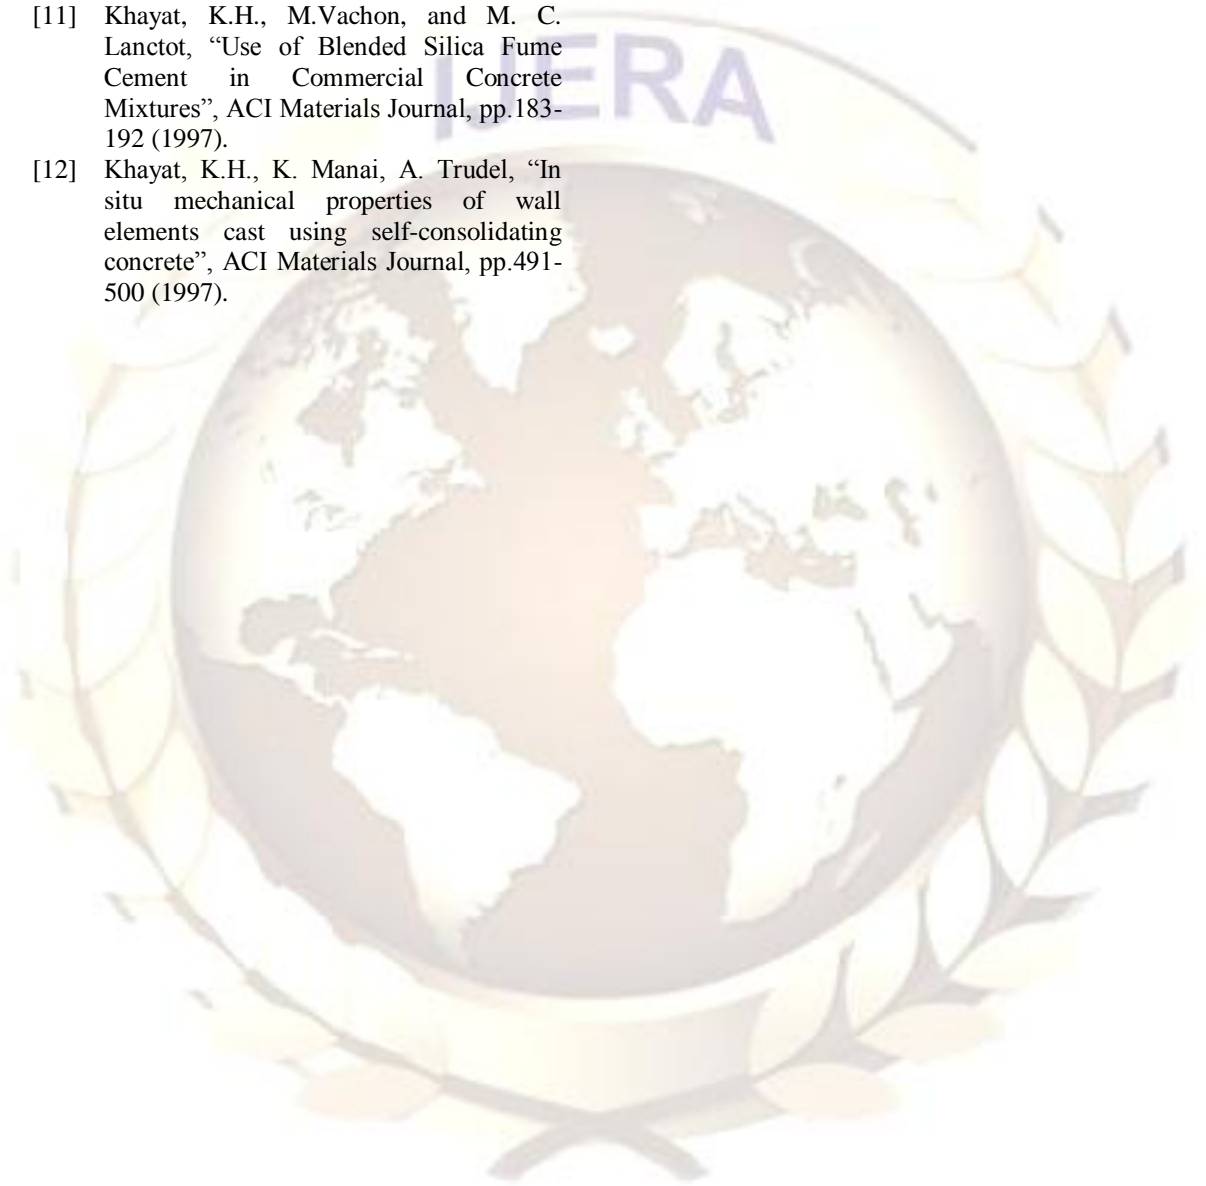 IJERA
[11] Khayat, K.H., M.Vachon, and M. C.
Lanctot, “Use of Blended Silica Fume
Cement in Commercial Concrete
Mixtures”, ACI Materials Journal, pp.183-
192 (1997).
[12] Khayat, K.H., K. Manai, A. Trudel, “In
situ mechanical properties of wall
elements cast using self-consolidating
concrete”, ACI Materials Journal, pp.491-
500 (1997).